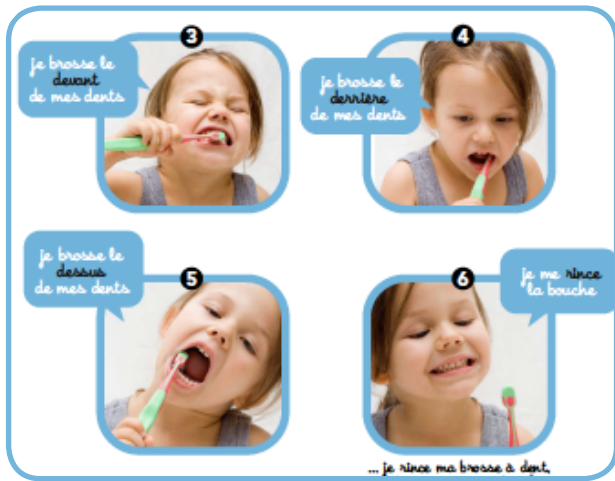 3
je brosse le
devant
de mes dents
4
je brosse le
derrière
de mes dents
5
je brosse le
dessus
de mes dents
6
je me rince
la bouche
... je rince ma brosse à dent,